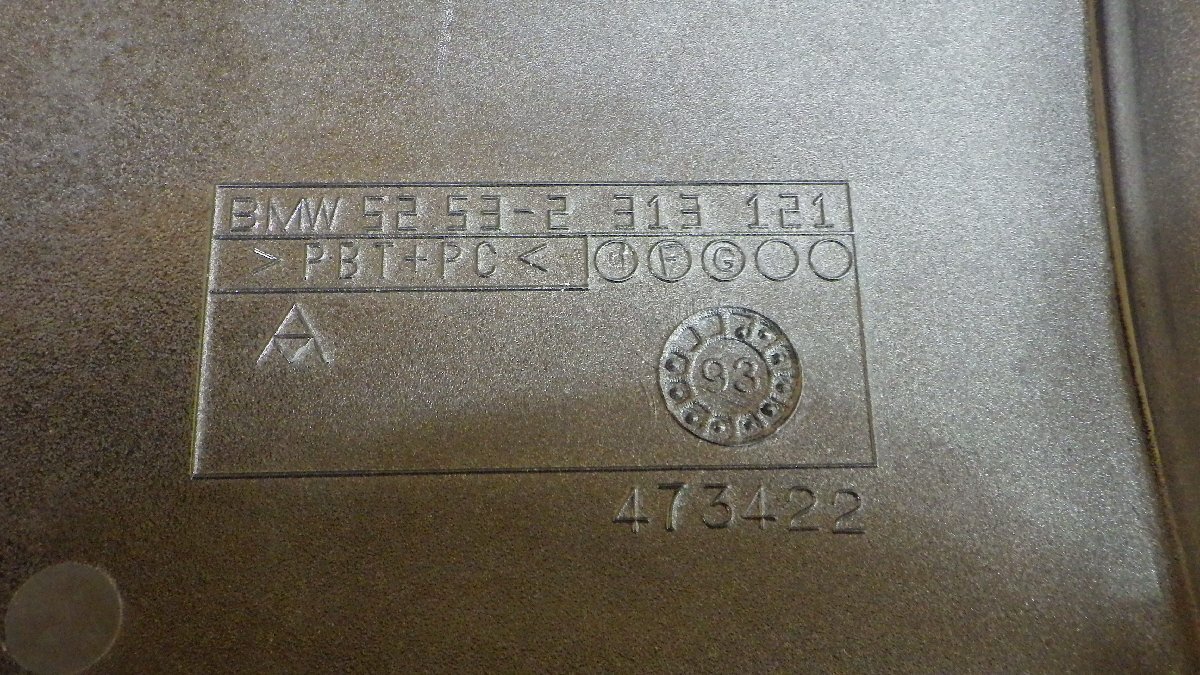 BMW 52.53-2 313 121
>PBT+PC<
F G
93
473422